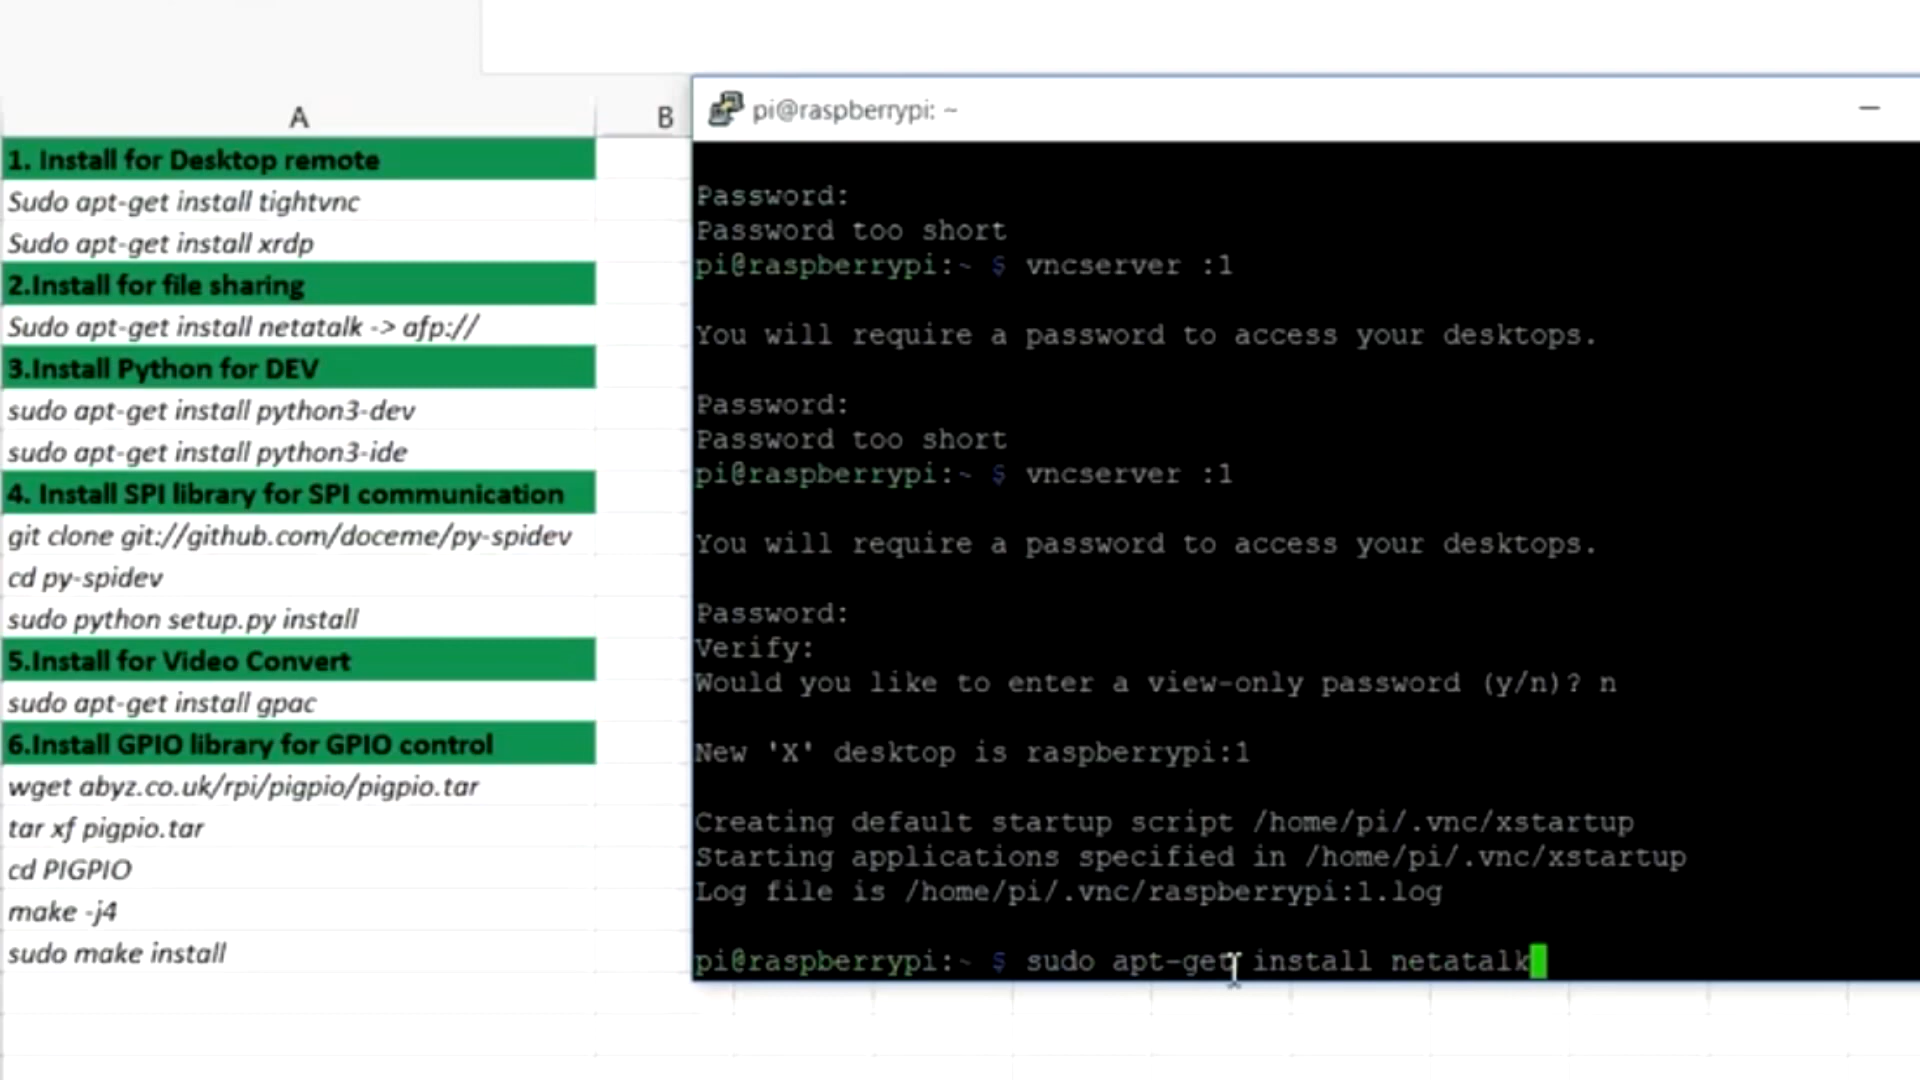 A
B
1. Install for Desktop remote
Sudo apt-get install tightvnc
Sudo apt-get install xrdp
2.Install for file sharing
Sudo apt-get install netatalk -> afp://
3.Install Python for DEV
sudo apt-get install python3-dev
sudo apt-get install python3-ide
4. Install SPI library for SPI communication
git clone git://github.com/doceme/py-spidev
cd py-spidev
sudo python setup.py install
5.Install for Video Convert
sudo apt-get install gpac
6.Install GPIO library for GPIO control
wget abyz.co.uk/rpi/pigpio/pigpio.tar
tar xf pigpio.tar
cd PIGPIO
make -j4
sudo make install
pi@raspberrypi: ~
Password:
Password too short
pi@raspberrypi:~ $ vncserver :1
You will require a password to access your desktops.
Password:
Password too short
pi@raspberrypi:~ $ vncserver :1
You will require a password to access your desktops.
Password:
Verify:
Would you like to enter a view-only password (y/n)? n
New 'X' desktop is raspberrypi:1
Creating default startup script /home/pi/.vnc/xstartup
Starting applications specified in /home/pi/.vnc/xstartup
Log file is /home/pi/.vnc/raspberrypi:1.log
pi@raspberrypi:~ $ sudo apt-get install netatalk